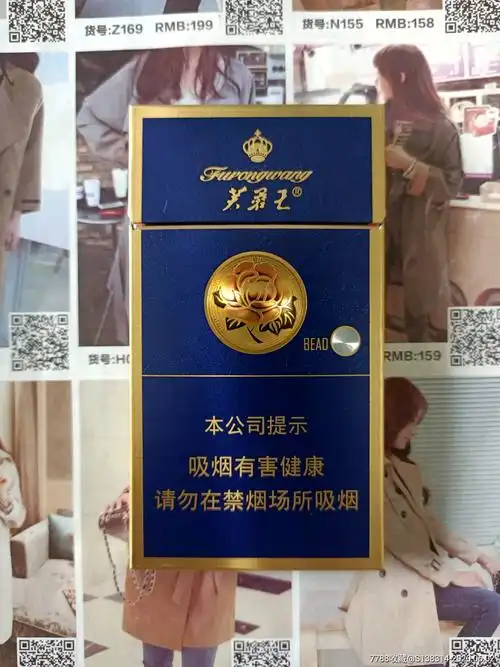 货号:Z169 RMB:199
货号:N155 RMB:158
Furongwang
芙蓉王®
BEAD
RMB:159
本公司提示
吸烟有害健康
请勿在禁烟场所吸烟